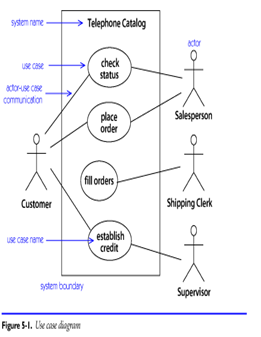 system name
Telephone Catalog
actor
use case
check
status
actor-use case
communication
Salesperson
place
order
Customer
fill orders
Shipping Clerk
use case name
establish
credit
Supervisor
system boundary
Figure 5-1. Use case diagram